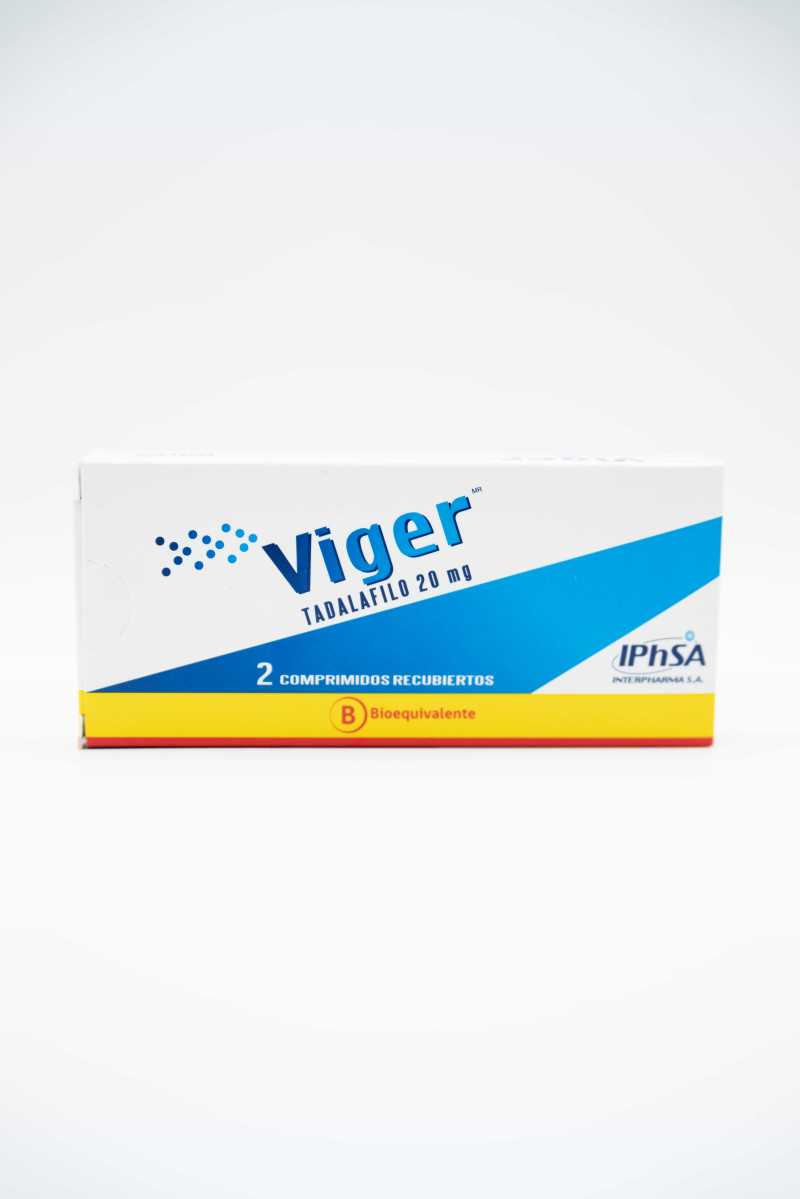 Viger MR
TADALAFILO 20 mg
2 COMPRIMIDOS RECUBIERTOS
IPhSA
INTERPHARMA S.A.
B Bioequivalente